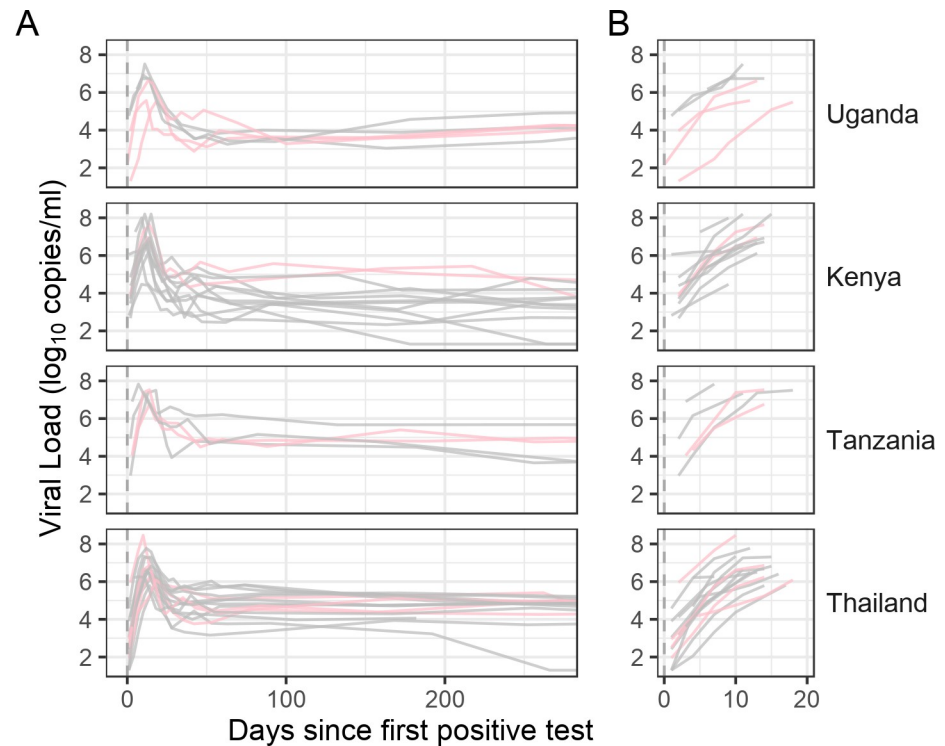 A
B
8
6
4
2
Uganda
8
6
4
2
Kenya
8
6
4
2
Tanzania
8
6
4
2
Thailand
0
100
200
0
10
20
Viral Load (log10 copies/ml)
Days since first positive test